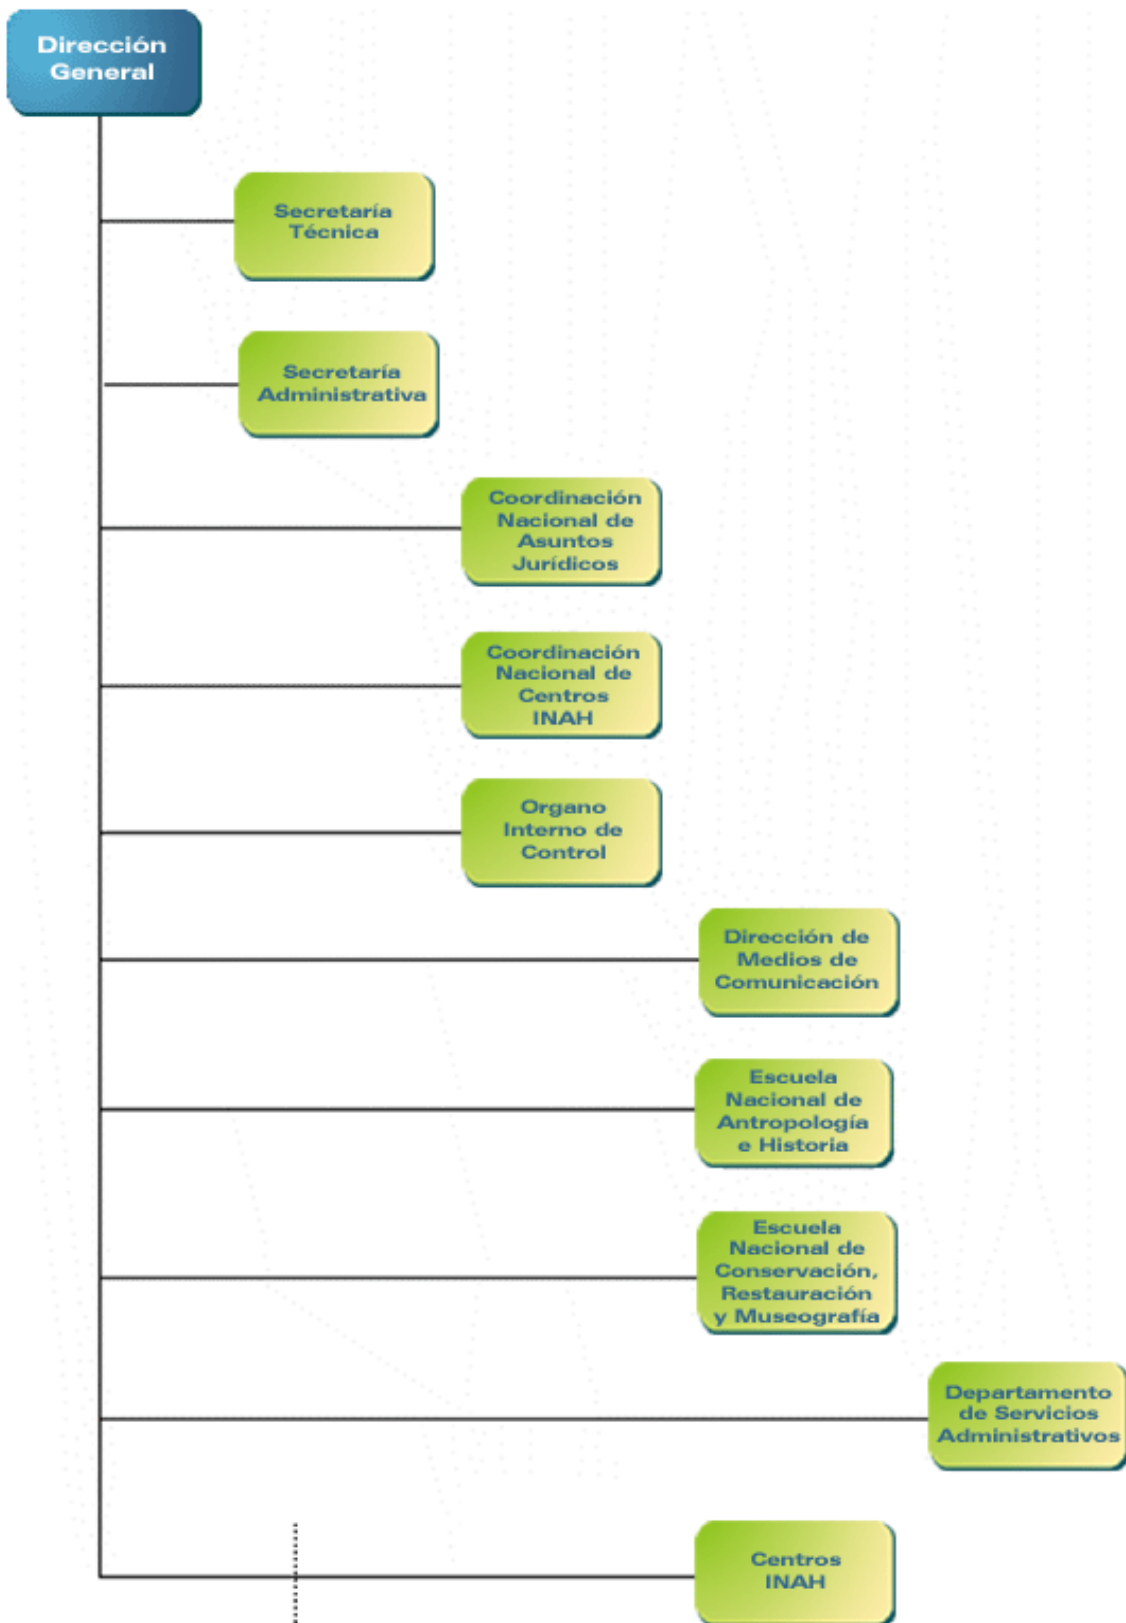 Dirección
General
Secretaría
Técnica
Secretaría
Administrativa
Coordinación
Nacional de
Asuntos
Jurídicos
Coordinación
Nacional de
Centros
INAH
Organo
Interno de
Control
Dirección de
Medios de
Comunicación
Escuela
Nacional de
Antropología
e Historia
Escuela
Nacional de
Conservación,
Restauración
y Museografía
Departamento
de Servicios
Administrativos
Centros
INAH